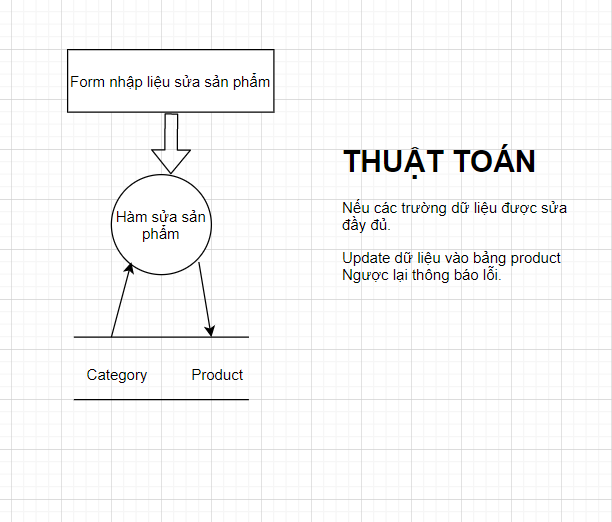 Form nhập liệu sửa sản phẩm
Hàm sửa sản
phẩm
Category
Product
THUẬT TOÁN
Nếu các trường dữ liệu được sửa
đầy đủ.
Update dữ liệu vào bảng product
Ngược lại thông báo lỗi.